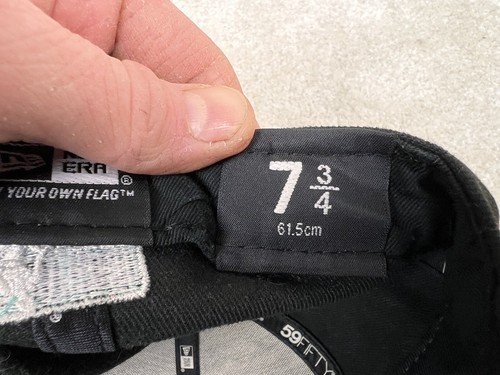 ERA
®
YOUR OWN FLAG™
7 3/4
61.5cm
59FIFTY